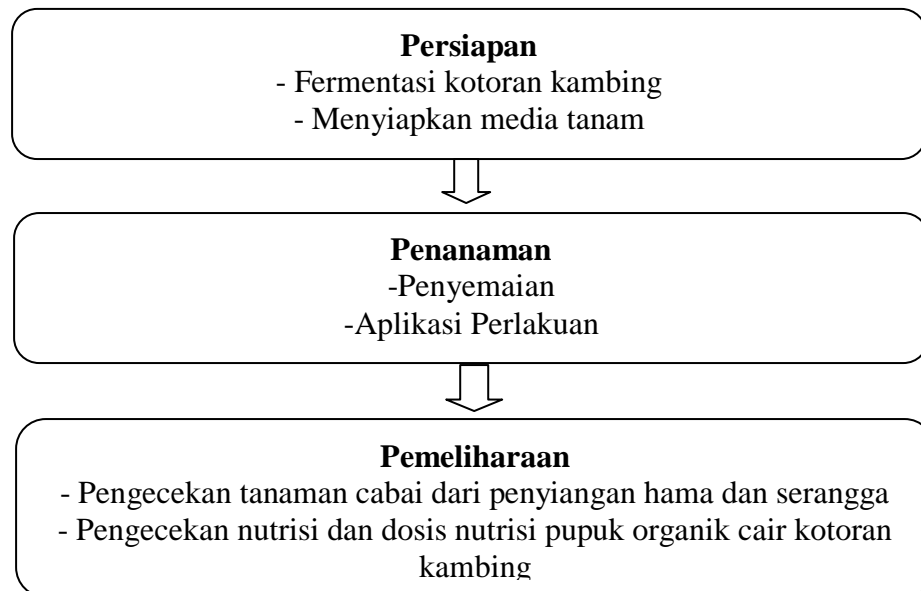 Persiapan
- Fermentasi kotoran kambing
- Menyiapkan media tanam
Penanaman
-Penyemaian
-Aplikasi Perlakuan
Pemeliharaan
- Pengecekan tanaman cabai dari penyiangan hama dan serangga
- Pengecekan nutrisi dan dosis nutrisi pupuk organik cair kotoran
kambing